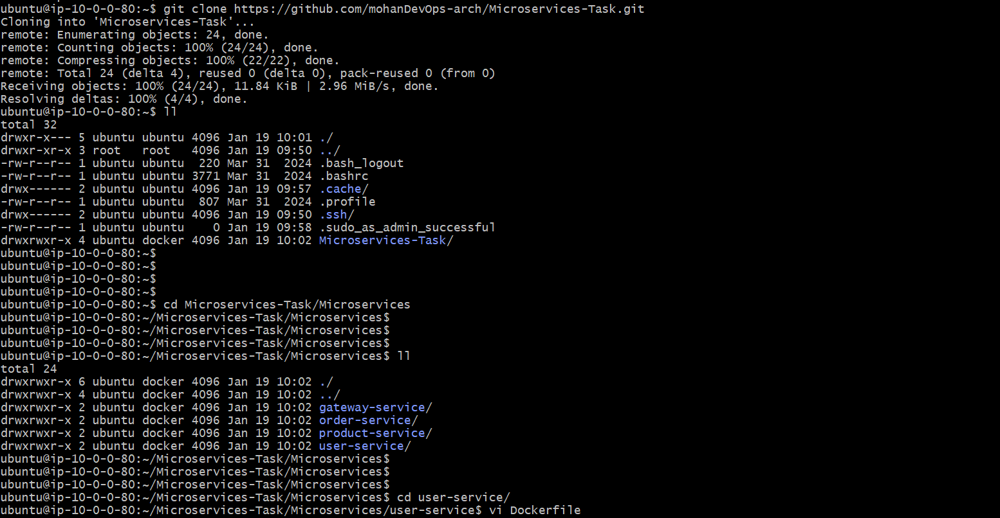 ubuntu@ip-10-0-0-80:~$ git clone https://github.com/mohanDevOps-arch/Microservices-Task.git
Cloning into 'Microservices-Task'...
remote: Enumerating objects: 24, done.
remote: Counting objects: 100% (24/24), done.
remote: Compressing objects: 100% (22/22), done.
remote: Total 24 (delta 4), reused 0 (delta 0), pack-reused 0 (from 0)
Receiving objects: 100% (24/24), 11.84 KiB | 2.96 MiB/s, done.
Resolving deltas: 100% (4/4), done.
ubuntu@ip-10-0-0-80:~$ ll
total 32
drwxr-x--- 5 ubuntu ubuntu 4096 Jan 19 10:01 ./
drwxr-xr-x 3 root   root   4096 Jan 19 09:50 ../
-rw-r--r-- 1 ubuntu ubuntu  220 Mar 31  2024 .bash_logout
-rw-r--r-- 1 ubuntu ubuntu 3771 Mar 31  2024 .bashrc
drwx------ 2 ubuntu ubuntu 4096 Jan 19 09:57 .cache/
-rw-r--r-- 1 ubuntu ubuntu  807 Mar 31  2024 .profile
drwx------ 2 ubuntu ubuntu 4096 Jan 19 09:50 .ssh/
-rw-r--r-- 1 ubuntu ubuntu    0 Jan 19 09:58 .sudo_as_admin_successful
drwxrwxr-x 4 ubuntu docker 4096 Jan 19 10:02 Microservices-Task/
ubuntu@ip-10-0-0-80:~$
ubuntu@ip-10-0-0-80:~$
ubuntu@ip-10-0-0-80:~$
ubuntu@ip-10-0-0-80:~$
ubuntu@ip-10-0-0-80:~$ cd Microservices-Task/Microservices
ubuntu@ip-10-0-0-80:~/Microservices-Task/Microservices$
ubuntu@ip-10-0-0-80:~/Microservices-Task/Microservices$
ubuntu@ip-10-0-0-80:~/Microservices-Task/Microservices$
ubuntu@ip-10-0-0-80:~/Microservices-Task/Microservices$ ll
total 24
drwxrwxr-x 6 ubuntu docker 4096 Jan 19 10:02 ./
drwxrwxr-x 4 ubuntu docker 4096 Jan 19 10:02 ../
drwxrwxr-x 2 ubuntu docker 4096 Jan 19 10:02 gateway-service/
drwxrwxr-x 2 ubuntu docker 4096 Jan 19 10:02 order-service/
drwxrwxr-x 2 ubuntu docker 4096 Jan 19 10:02 product-service/
drwxrwxr-x 2 ubuntu docker 4096 Jan 19 10:02 user-service/
ubuntu@ip-10-0-0-80:~/Microservices-Task/Microservices$
ubuntu@ip-10-0-0-80:~/Microservices-Task/Microservices$
ubuntu@ip-10-0-0-80:~/Microservices-Task/Microservices$
ubuntu@ip-10-0-0-80:~/Microservices-Task/Microservices$ cd user-service/
ubuntu@ip-10-0-0-80:~/Microservices-Task/Microservices/user-service$ vi Dockerfile